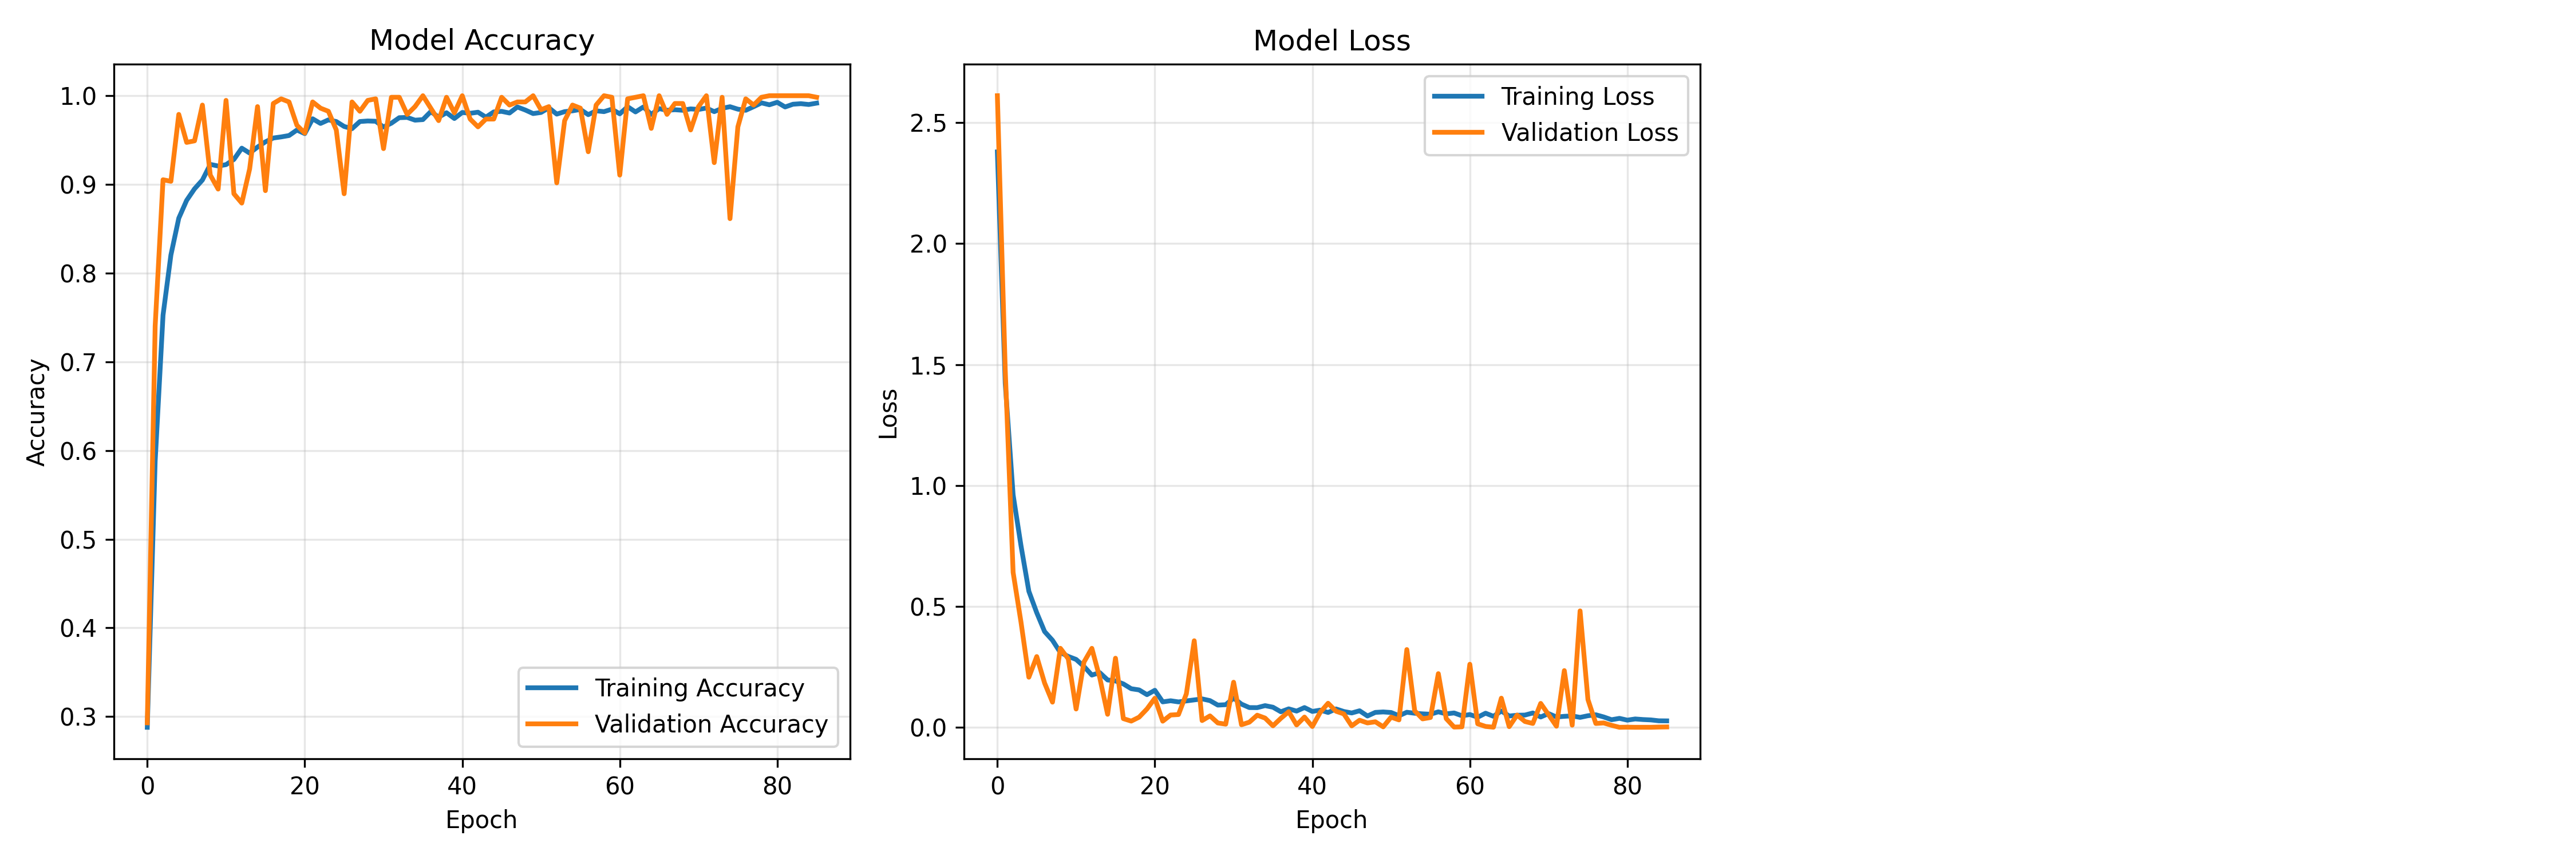 Model Accuracy
Accuracy
1.0
0.9
0.8
0.7
0.6
0.5
0.4
0.3
Training Accuracy
Validation Accuracy
0 20 40 60 80
Epoch
Model Loss
Loss
2.5
2.0
1.5
1.0
0.5
0.0
Training Loss
Validation Loss
0 20 40 60 80
Epoch